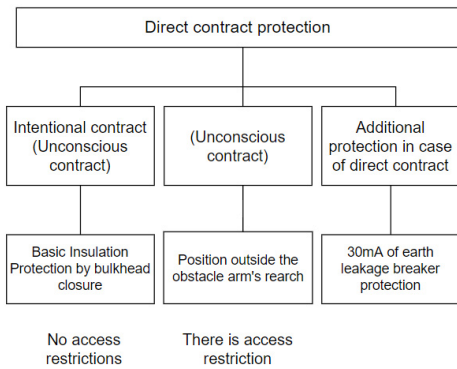 Direct contract protection
Intentional contract
(Unconscious
contract)
(Unconscious
contract)
Additional
protection in case
of direct contract
Basic Insulation
Protection by bulkhead
closure
Position outside the
obstacle arm's rearch
30mA of earth
leakage breaker
protection
No access
restrictions
There is access
restriction